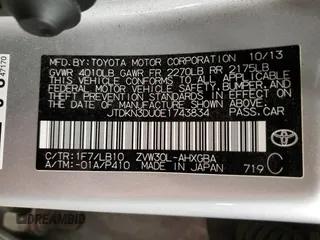 MFD. BY: TOYOTA MOTOR CORPORATION 10/13
GVWR 4010LB GAWR FR 2270LB RR 2175LB
THIS VEHICLE CONFORMS TO ALL APPLICABLE
FEDERAL MOTOR VEHICLE SAFETY,
BUMPER, AND THEFT PREVENTION STANDARDS
IN EFFECT ON THE DATE OF
MANUFACTURE SHOWN ABOVE.
JTDKN3DU0E1743834 PASS.CAR
C/TR: 1F7/LB10 ZVW30L-AHXGBA
A/TM: -01A/P410 MADE IN JAPAN 719
C
TOYOTA
47170
DREAMBID